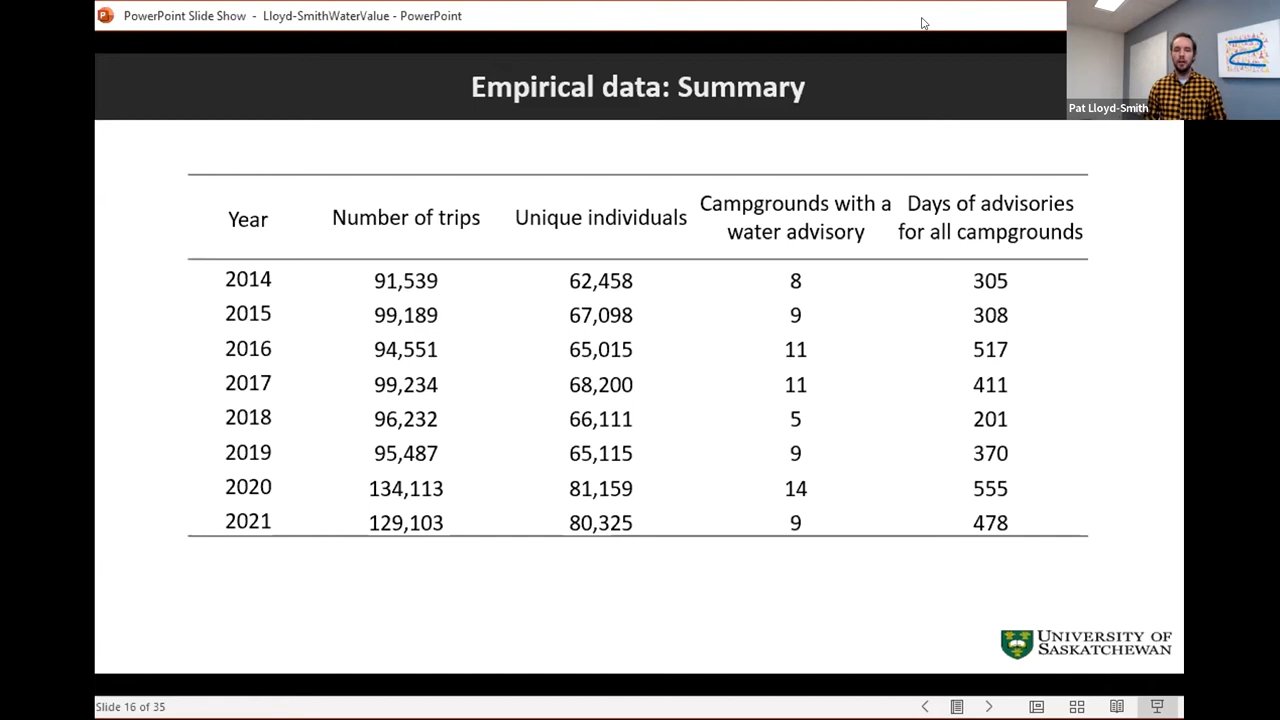 PowerPoint Slide Show - Lloyd-SmithWaterValue - PowerPoint
Pat Lloyd-Smith
Empirical data: Summary
Year Number of trips Unique individuals Campgrounds with a water advisory Days of advisories for all campgrounds
2014 91,539 62,458 8 305
2015 99,189 67,098 9 308
2016 94,551 65,015 11 517
2017 99,234 68,200 11 411
2018 96,232 66,111 5 201
2019 95,487 65,115 9 370
2020 134,113 81,159 14 555
2021 129,103 80,325 9 478
UNIVERSITY OF
SASKATCHEWAN
Slide 16 of 35